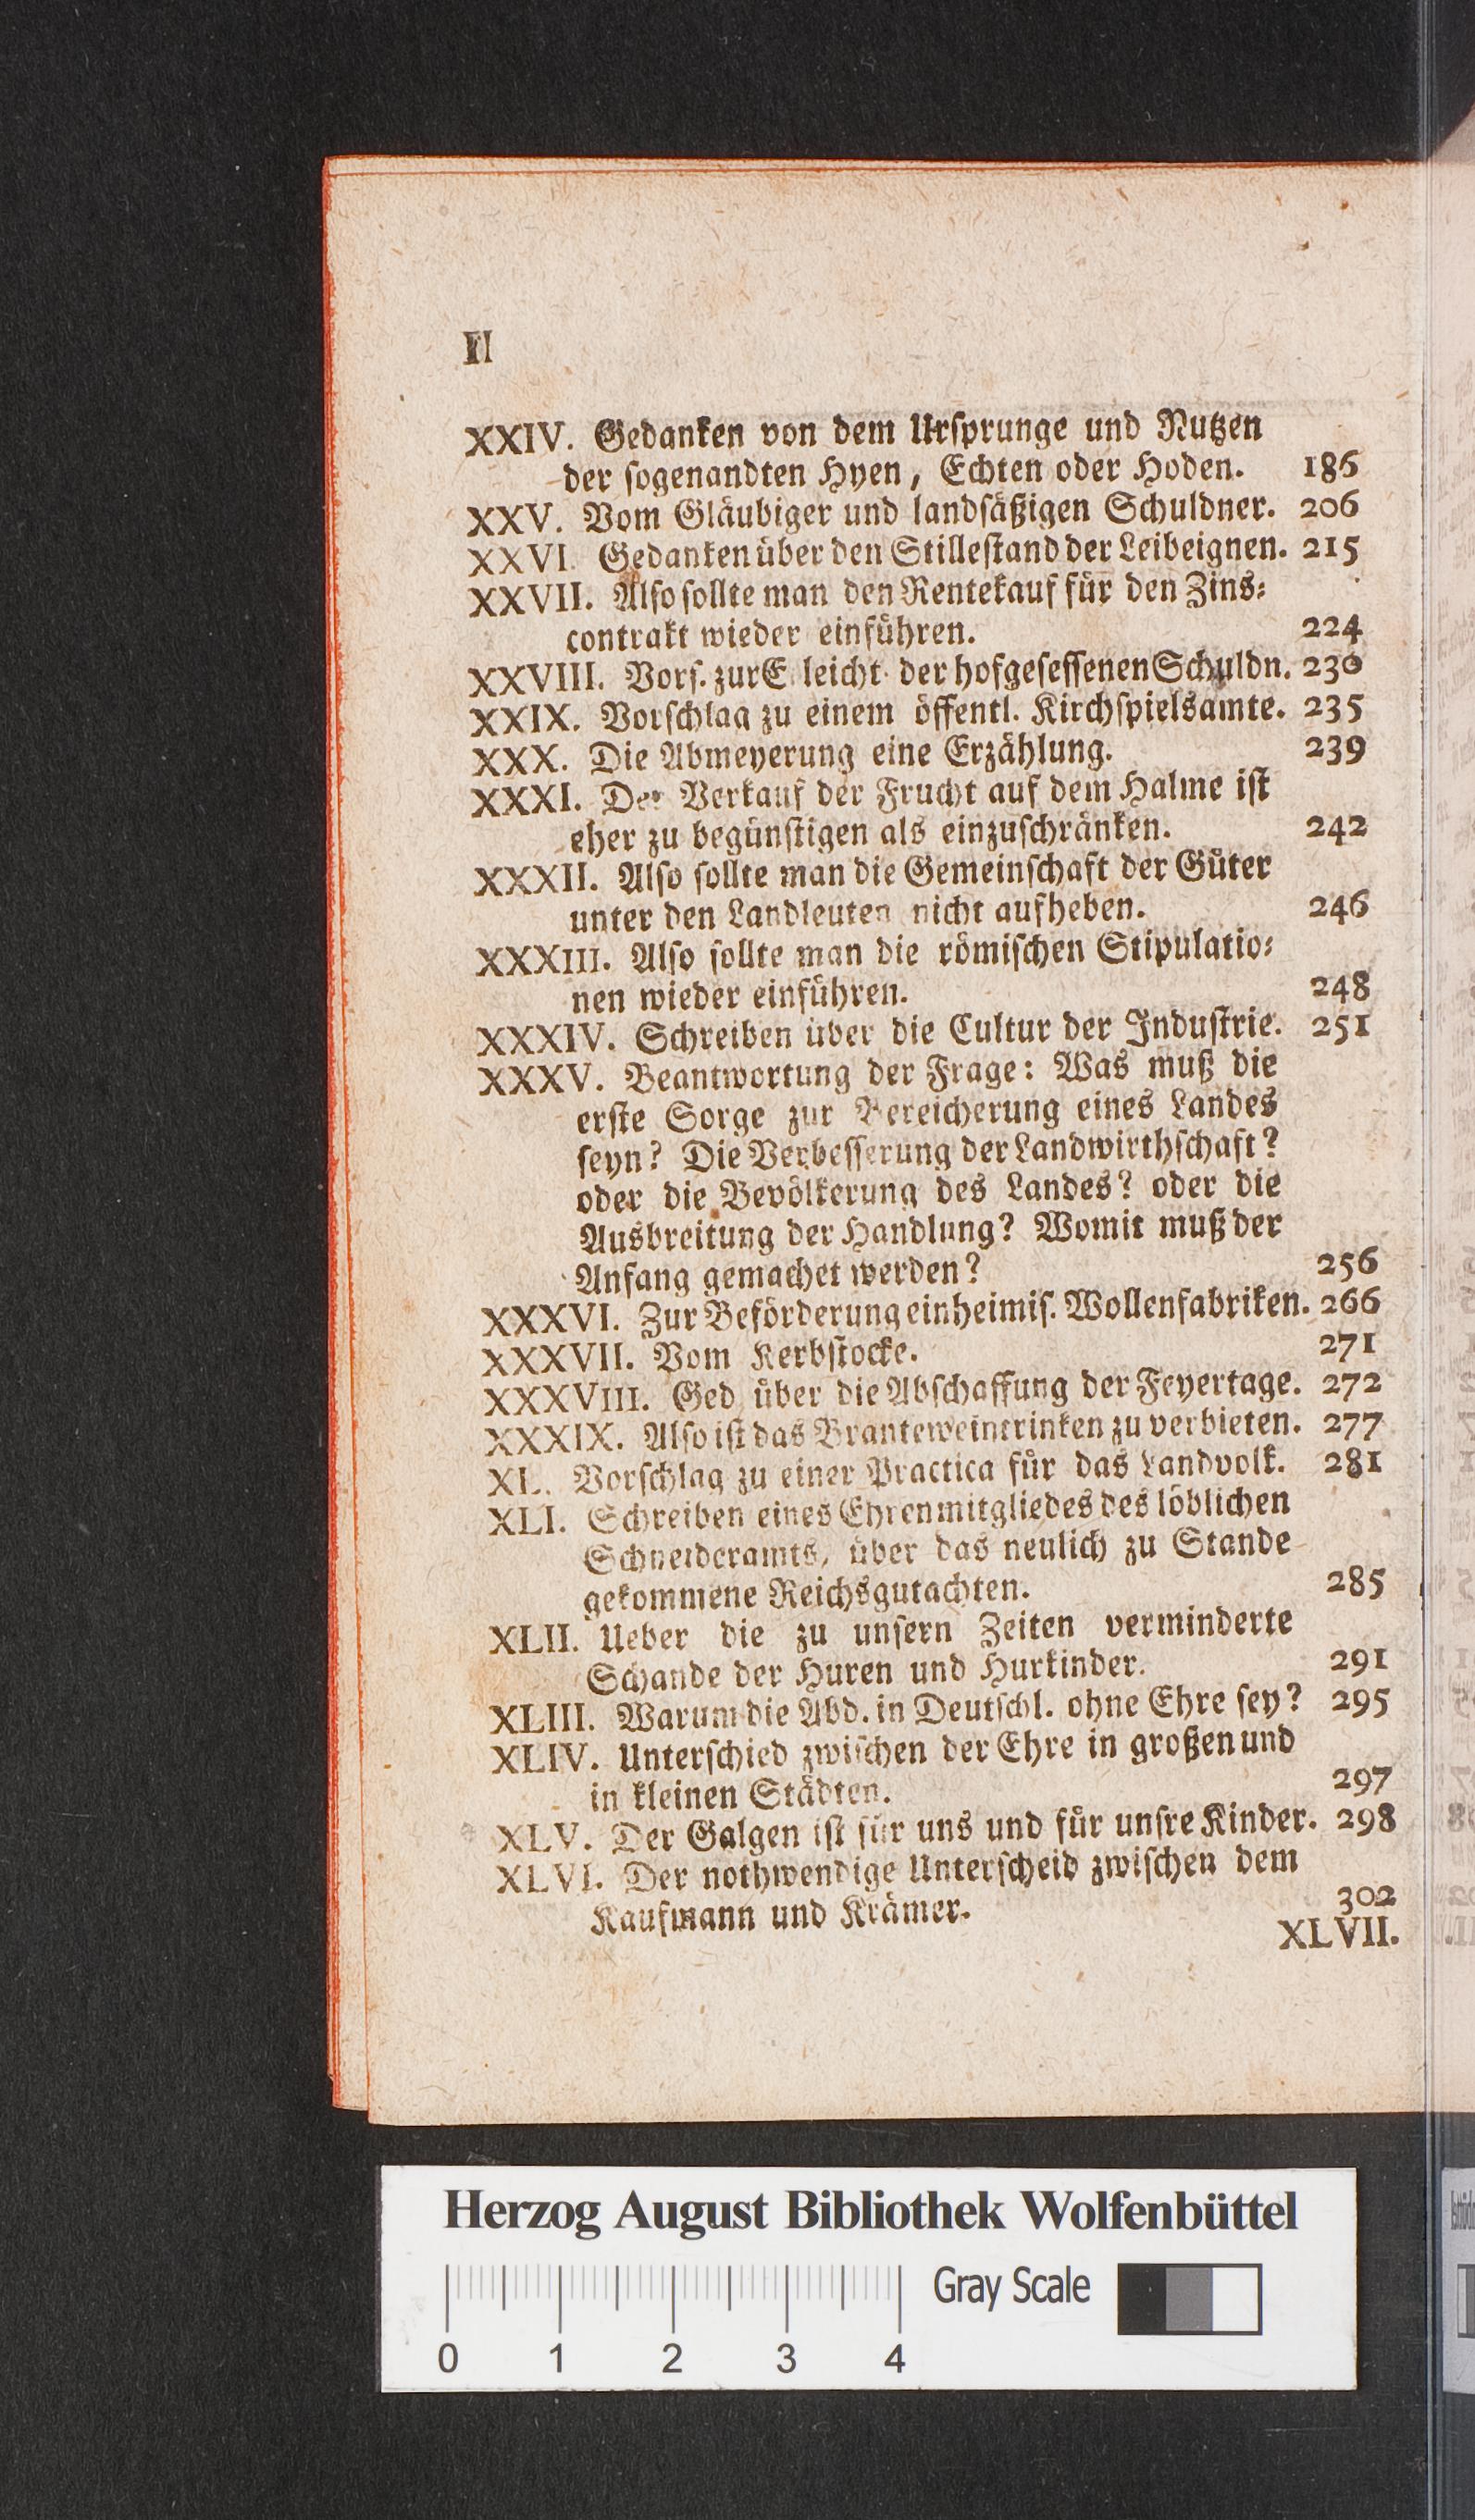 II
XXIV. Gedanken von dem Urſprunge und Nutzen
der ſogenandten Hyen, Echten oder Hoden. 186
XXV. Vom Gläubiger und landſäßigen Schuldner. 206
XXVI. Gedanken über den Stilleſtand der Leibeignen. 215
XXVII. Alſo ſollte man den Rentekauf für den Zins⸗
contrakt wieder einführen. 224
XXVIII. Vorſ. zur E leicht der hofgeſeſſenen Schuldn. 230
XXIX. Vorſchlag zu einem öffentl. Kirchſpielsamte. 235
XXX. Die Abmeyerung eine Erzählung. 239
XXXI. Der Verkauf der Frucht auf dem Halme iſt
eher zu begünſtigen als einzuſchränken. 242
XXXII. Alſo ſollte man die Gemeinſchaft der Güter
unter den Landleuten nicht aufheben. 246
XXXIII. Alſo ſollte man die römiſchen Stipulatio⸗
nen wieder einführen. 248
XXXIV. Schreiben über die Cultur der Induſtrie. 251
XXXV. Beantwortung der Frage: Was muß die
erſte Sorge zur Bereicherung eines Landes
ſeyn? Die Verbeſſerung der Landwirthſchaft?
oder die Bevölkerung des Landes? oder die
Ausbreitung der Handlung? Womit muß der
Anfang gemachet werden? 256
XXXVI. Zur Beförderung einheimiſ. Wollenfabriken. 266
XXXVII. Vom Kerbſtocke. 271
XXXVIII. Ged über die Abſchaffung der Feyertage. 272
XXXIX. Alſo iſt das Branteweintrinken zu verbieten. 277
XL. Vorſchlag zu einer Practica für das Landvolk. 281
XLI. Schreiben eines Ehrenmitgliedes des löblichen
Schneideramts, über das neulich zu Stande
gekommene Reichsgutachten. 285
XLII. Ueber die zu unſern Zeiten verminderte
Schande der Huren und Hurkinder. 291
XLIII. Warum die Abd. in Deutſchl. ohne Ehre ſey? 295
XLIV. Unterſchied zwiſchen der Ehre in großen und
in kleinen Städten. 297
XLV. Der Galgen iſt für uns und für unſre Kinder. 298
XLVI. Der nothwendige Unterſcheid zwiſchen dem
Kaufmann und Krämer. 302
XLVII.
Herzog August Bibliothek Wolfenbüttel
Gray Scale
0 1 2 3 4